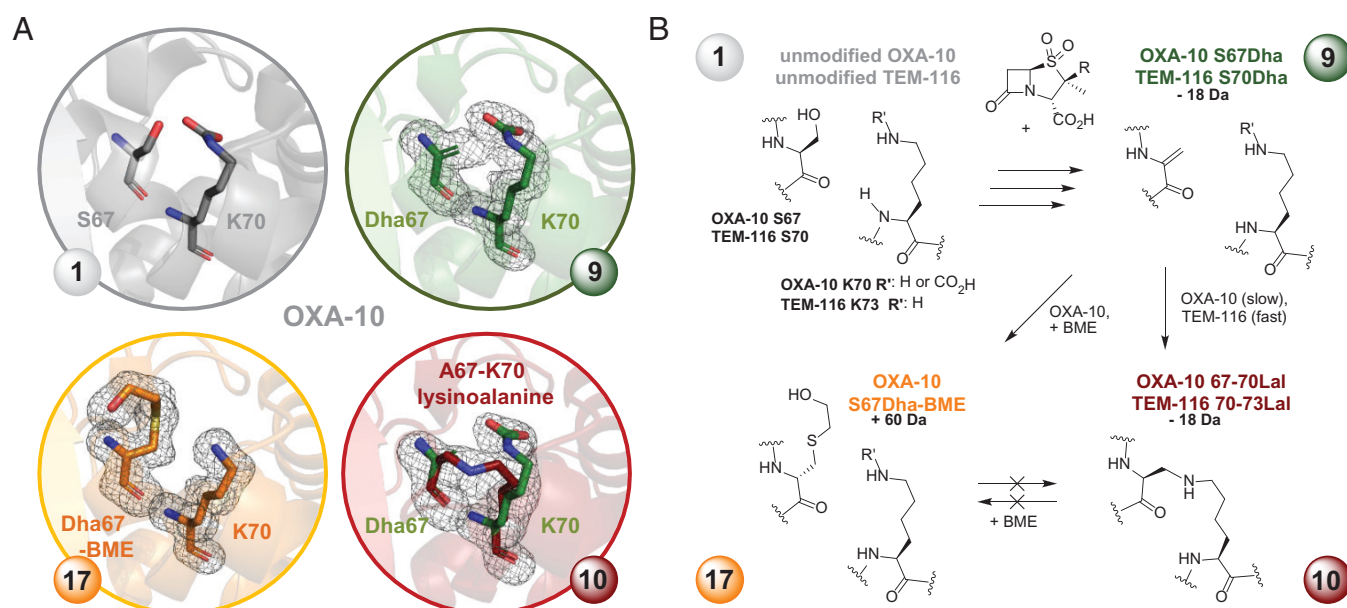 A
S67
K70
1
Dha67
K70
9
OXA-10
Dha67
-BME
K70
17
A67-K70
lysinoalanine
Dha67
K70
10
B
1
unmodified OXA-10
unmodified TEM-116
HO
HN
O
OXA-10 S67
TEM-116 S70
R'
HN
H
N
O
OXA-10 K70 R': H or CO2H
TEM-116 K73 R': H
O
O
S
R
N
O
CO2H
+
OXA-10 S67Dha
TEM-116 S70Dha
- 18 Da
9
HN
O
R'
HN
HN
O
OXA-10,
+ BME
OXA-10 (slow),
TEM-116 (fast)
OXA-10
S67Dha-BME
+ 60 Da
HO
S
HN
O
R'
HN
HN
O
17
+ BME
OXA-10 67-70Lal
TEM-116 70-73Lal
- 18 Da
HN
O
N
H
HN
O
10